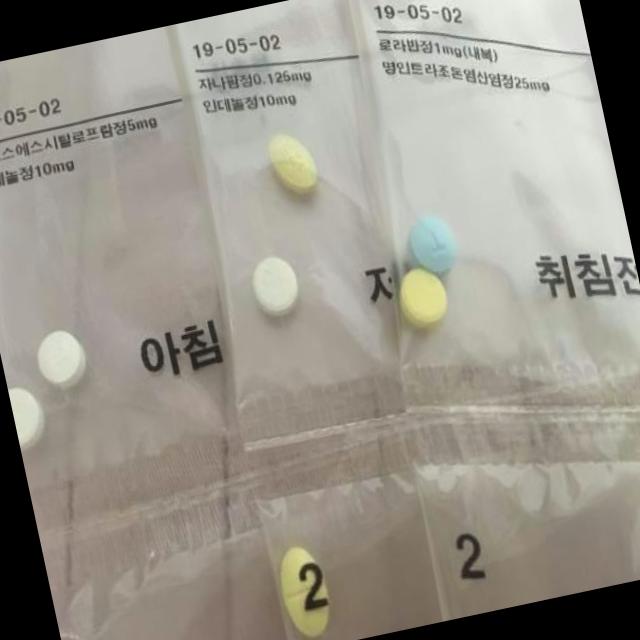 -05-02
스에스시탈로프람정5mg
데놀정10mg
아침
19-05-02
자나팜정0.125mg
인데놀정10mg
저
19-05-02
로라반정1mg(내복)
명인트라조돈염산염정25mg
취침전
2
2